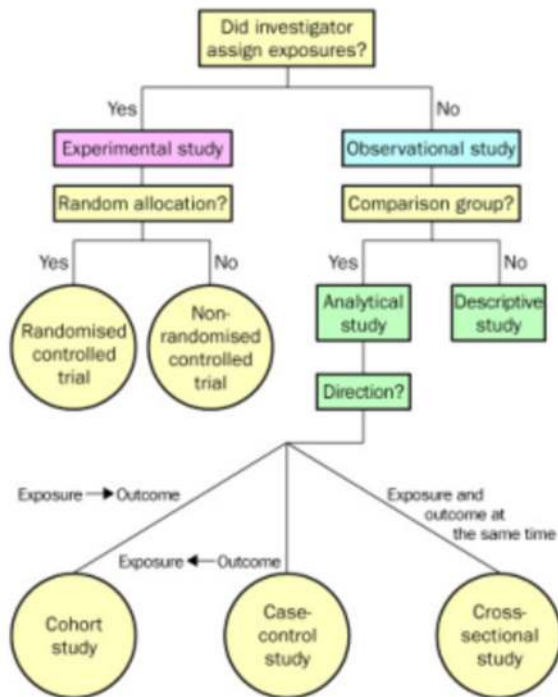 Did investigator
assign exposures?
Yes
No
Experimental study
Observational study
Random allocation?
Comparison group?
Yes
No
Yes
No
Randomised
controlled
trial
Non-
randomised
controlled
trial
Analytical
study
Descriptive
study
Direction?
Exposure → Outcome
Exposure and
outcome at
the same time
Exposure ← Outcome
Cohort
study
Case-
control
study
Cross-
sectional
study